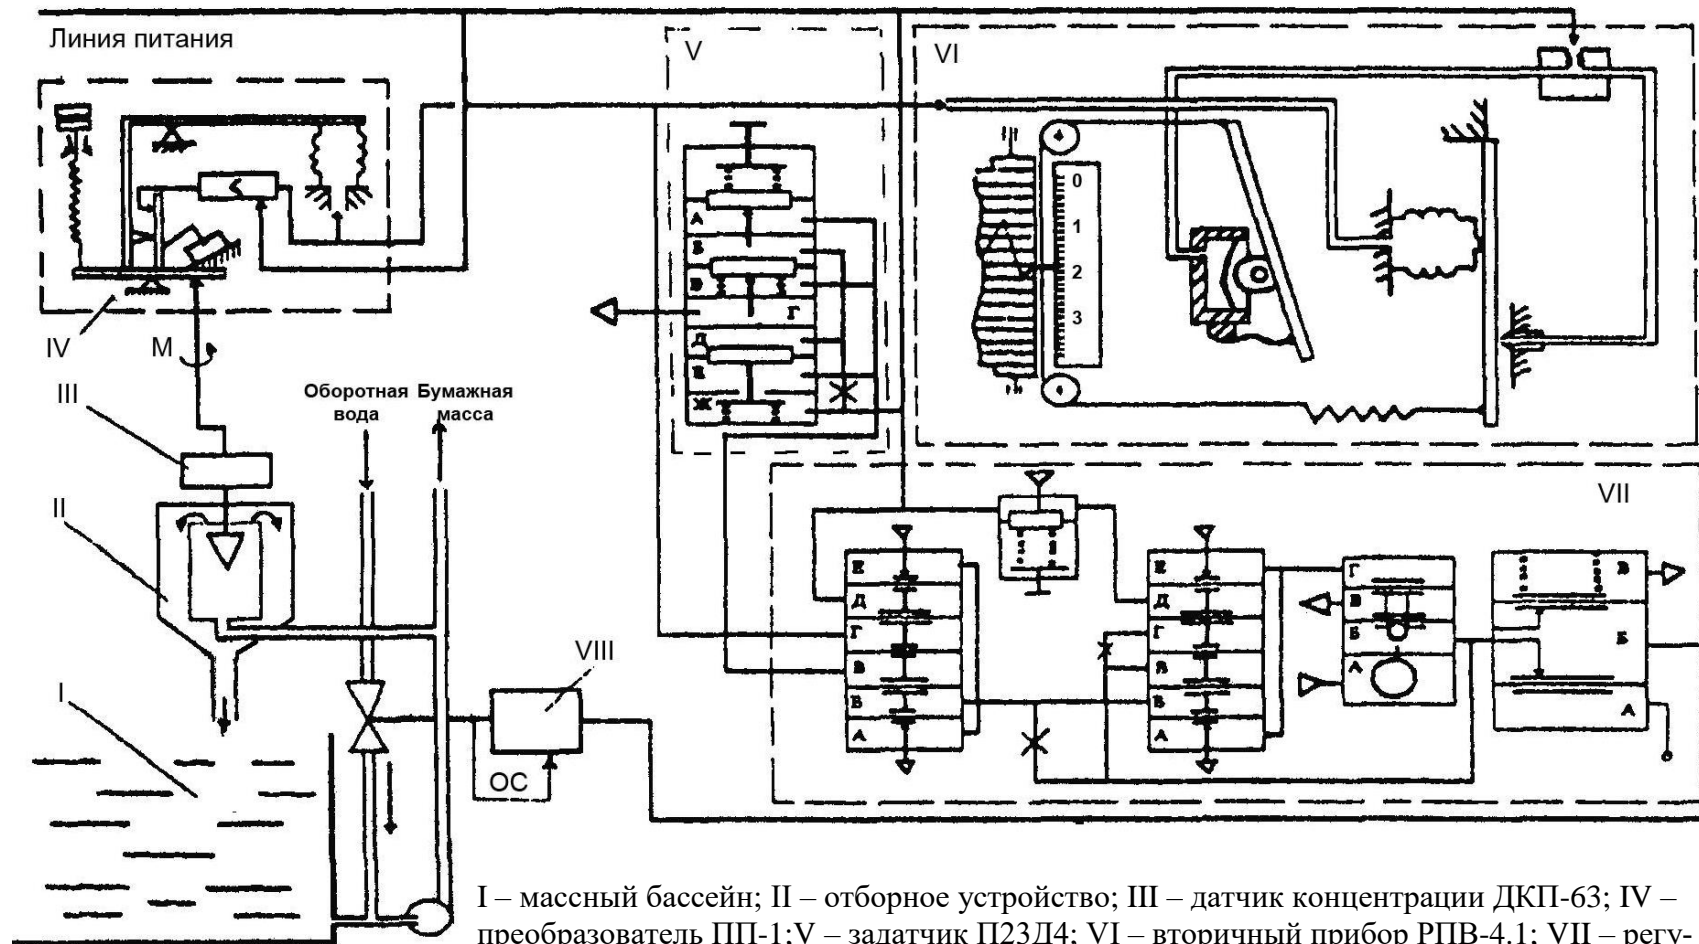 Линия питания
V
VI
0
1
2
3
А
Б
В
Г
Д
Е
Ж
IV
М
III
Оборотная Бумажная
вода масса
II
VII
Е
Д
Г
В
Б
А
Е
Д
Г
В
Б
А
Г
В
Б
А
В
Б
А
VIII
I
ОС
I – массный бассейн; II – отборное устройство; III – датчик концентрации ДКП-63; IV –
преобразователь ПП-1;V – задатчик П23Д4; VI – вторичный прибор РПВ-4.1; VII – регу-